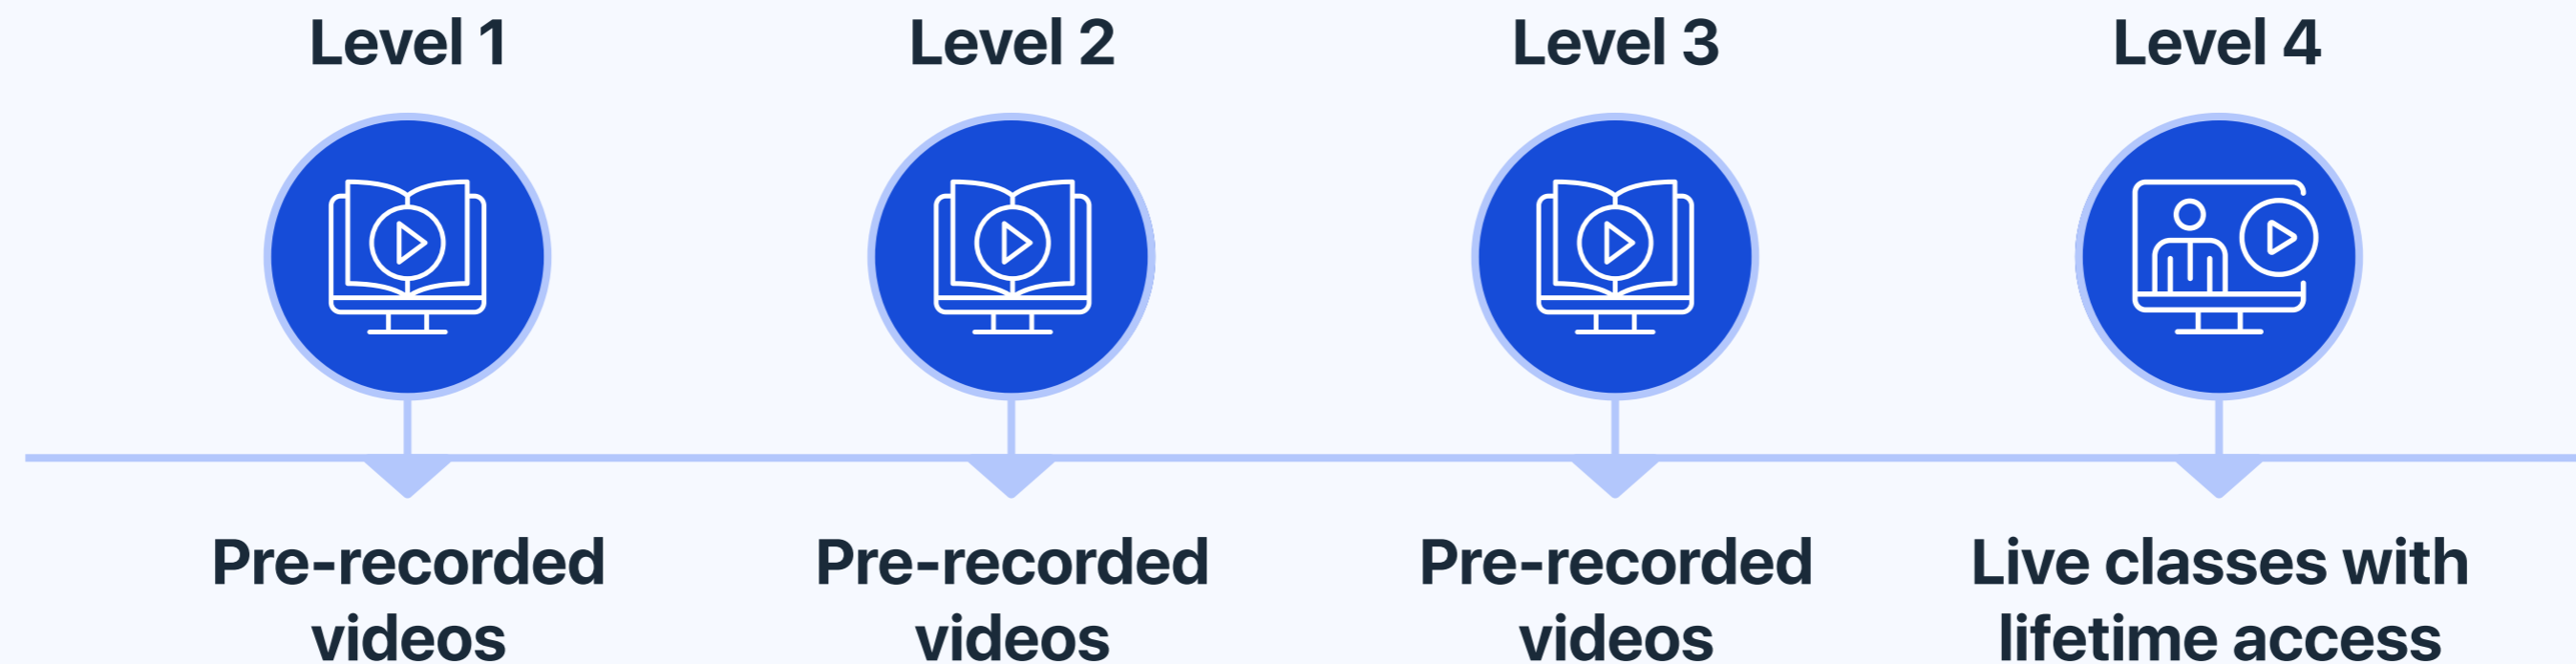 Level 1
Level 2
Level 3
Level 4
Pre-recorded
videos
Pre-recorded
videos
Pre-recorded
videos
Live classes with
lifetime access